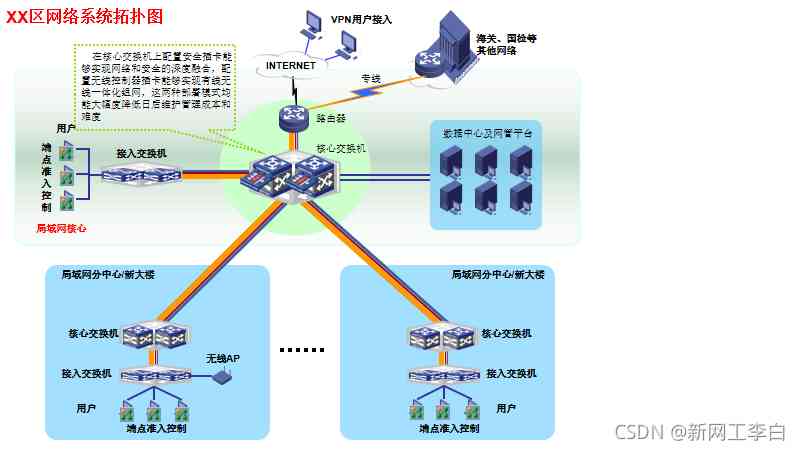 XX区网络系统拓扑图
VPN用户接入
海关、国检等
其他网络
INTERNET
专线
在核心交换机上配置安全插卡能
够实现网络和安全的深度融合，配
置无线控制器插卡能够实现有线无
线一体化组网，这两种部署模式均
能大幅度降低日后维护管理成本和
难度
路由器
用户
核心交换机
数据中心及网管平台
接入交换机
端点准入控制
局域网核心
局域网分中心/新大楼
局域网分中心/新大楼
核心交换机
核心交换机
无线AP
接入交换机
接入交换机
用户
用户
端点准入控制
端点准入控制
CSDN @新网工李白